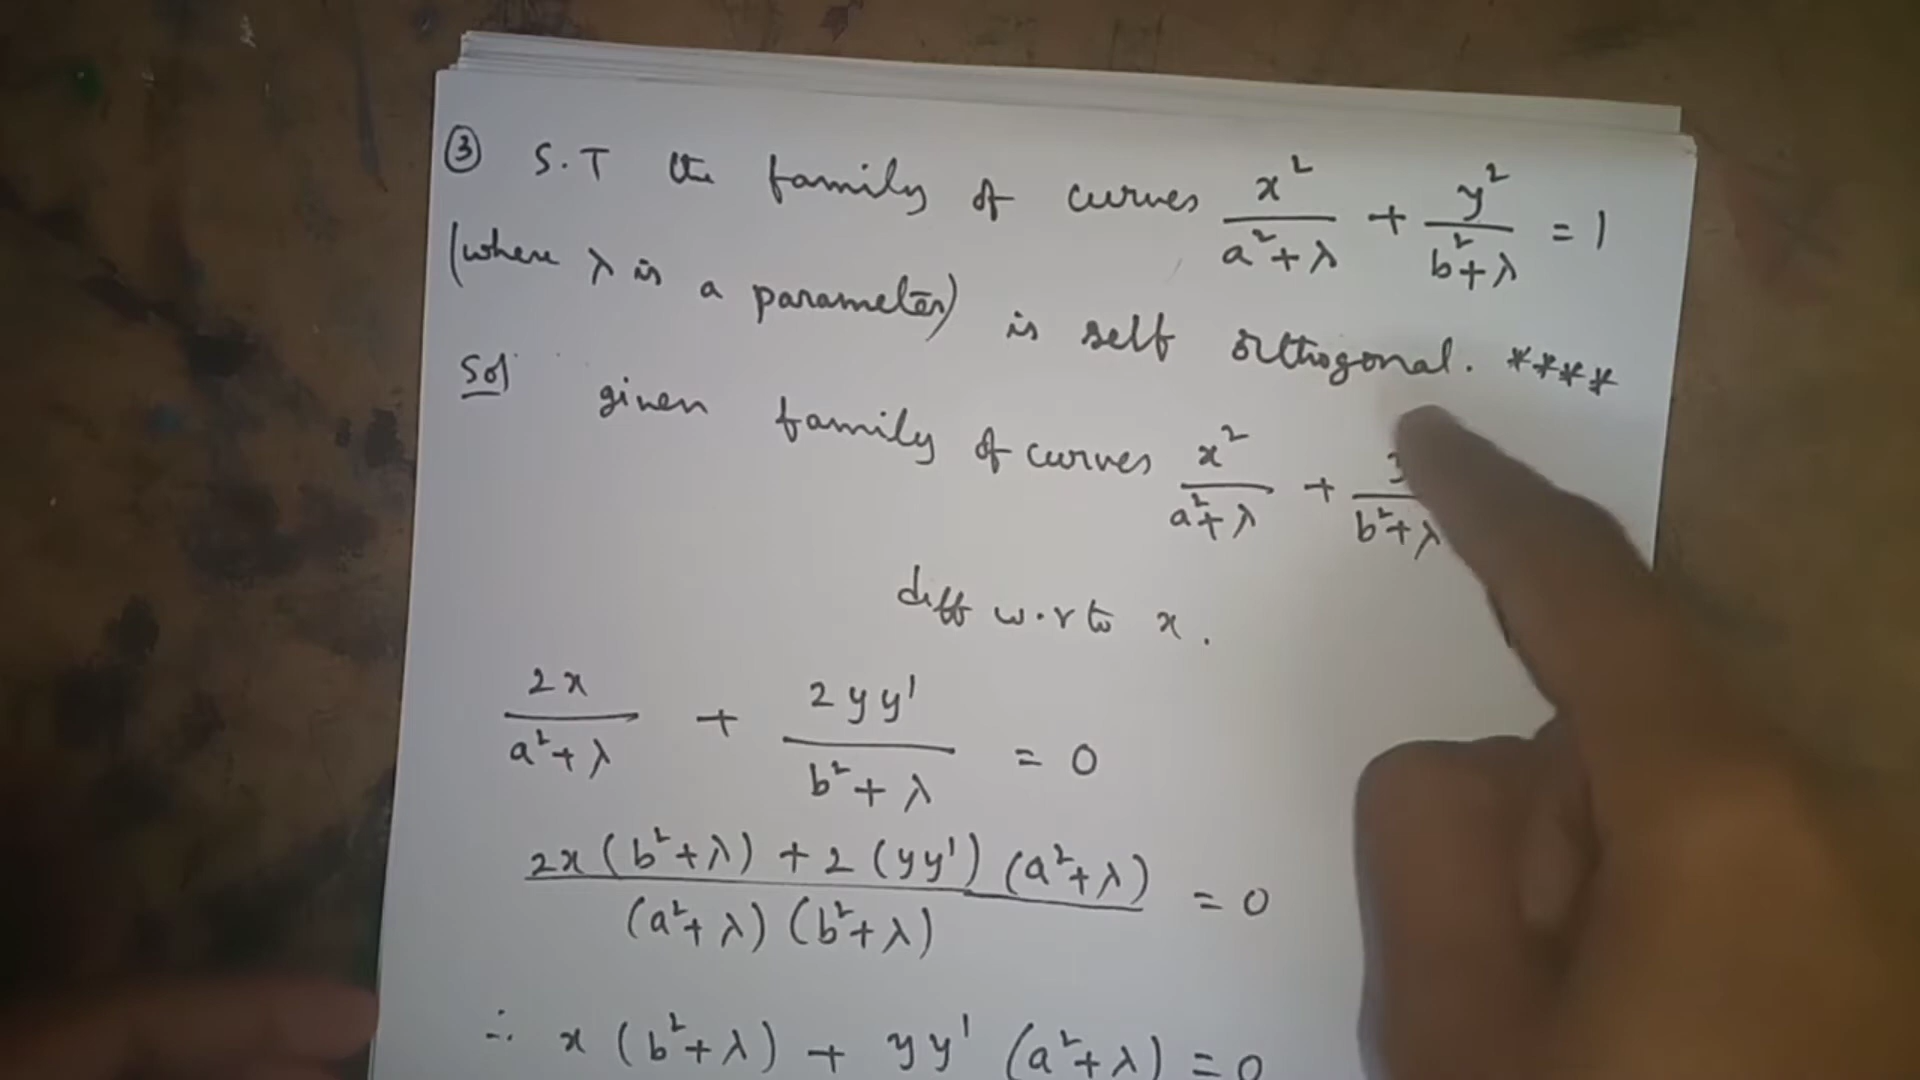 ③ S.T the family of curves x²/(a²+λ) + y²/(b²+λ) = 1
(where λ is a parameter) is self orthogonal. ****
Sol given family of curves x²/(a²+λ) + /(b²+λ
diff w.r to x.
2x/(a²+λ) + 2yy'/(b²+λ) = 0
(2x(b²+λ) + 2(yy')(a²+λ))/((a²+λ)(b²+λ)) = 0
∴ x(b²+λ) + yy'(a²+λ) = 0